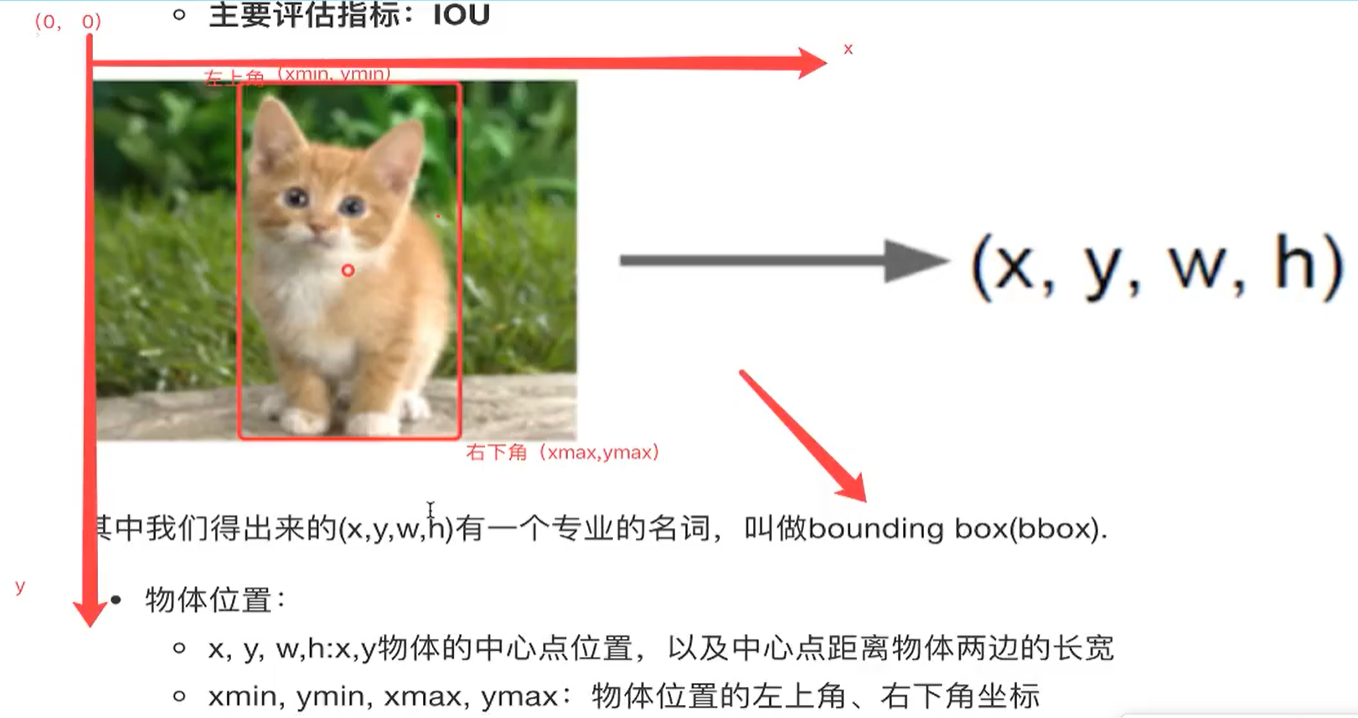 (0, 0)
主要评估指标：IOU
x
左上角（xmin, ymin）
(x, y, w, h)
右下角（xmax,ymax）
其中我们得出来的(x,y,w,h)有一个专业的名词，叫做bounding box(bbox).
y
物体位置：
x, y, w,h:x,y物体的中心点位置，以及中心点距离物体两边的长宽
xmin, ymin, xmax, ymax：物体位置的左上角、右下角坐标